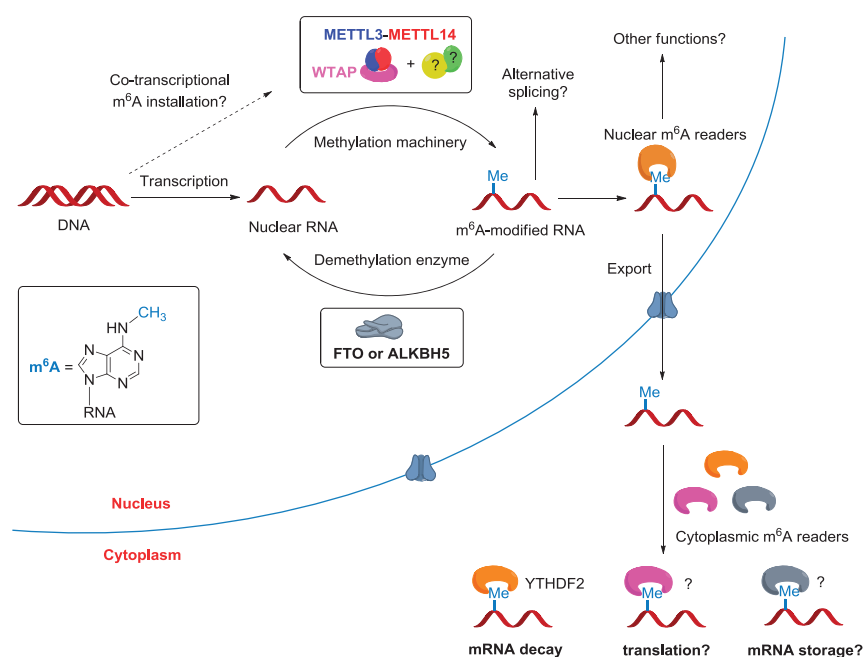 METTL3-METTL14
WTAP
+
? ?
Other functions?
Co-transcriptional
m⁶A installation?
Alternative
splicing?
Methylation machinery
Nuclear m⁶A readers
Me
Me
Transcription
DNA
Nuclear RNA
m⁶A-modified RNA
Demethylation enzyme
Export
FTO or ALKBH5
CH₃
HN
N
N
m⁶A =
N
N
RNA
Me
Nucleus
Cytoplasm
Cytoplasmic m⁶A readers
Me
YTHDF2
Me
?
Me
?
mRNA decay
translation?
mRNA storage?